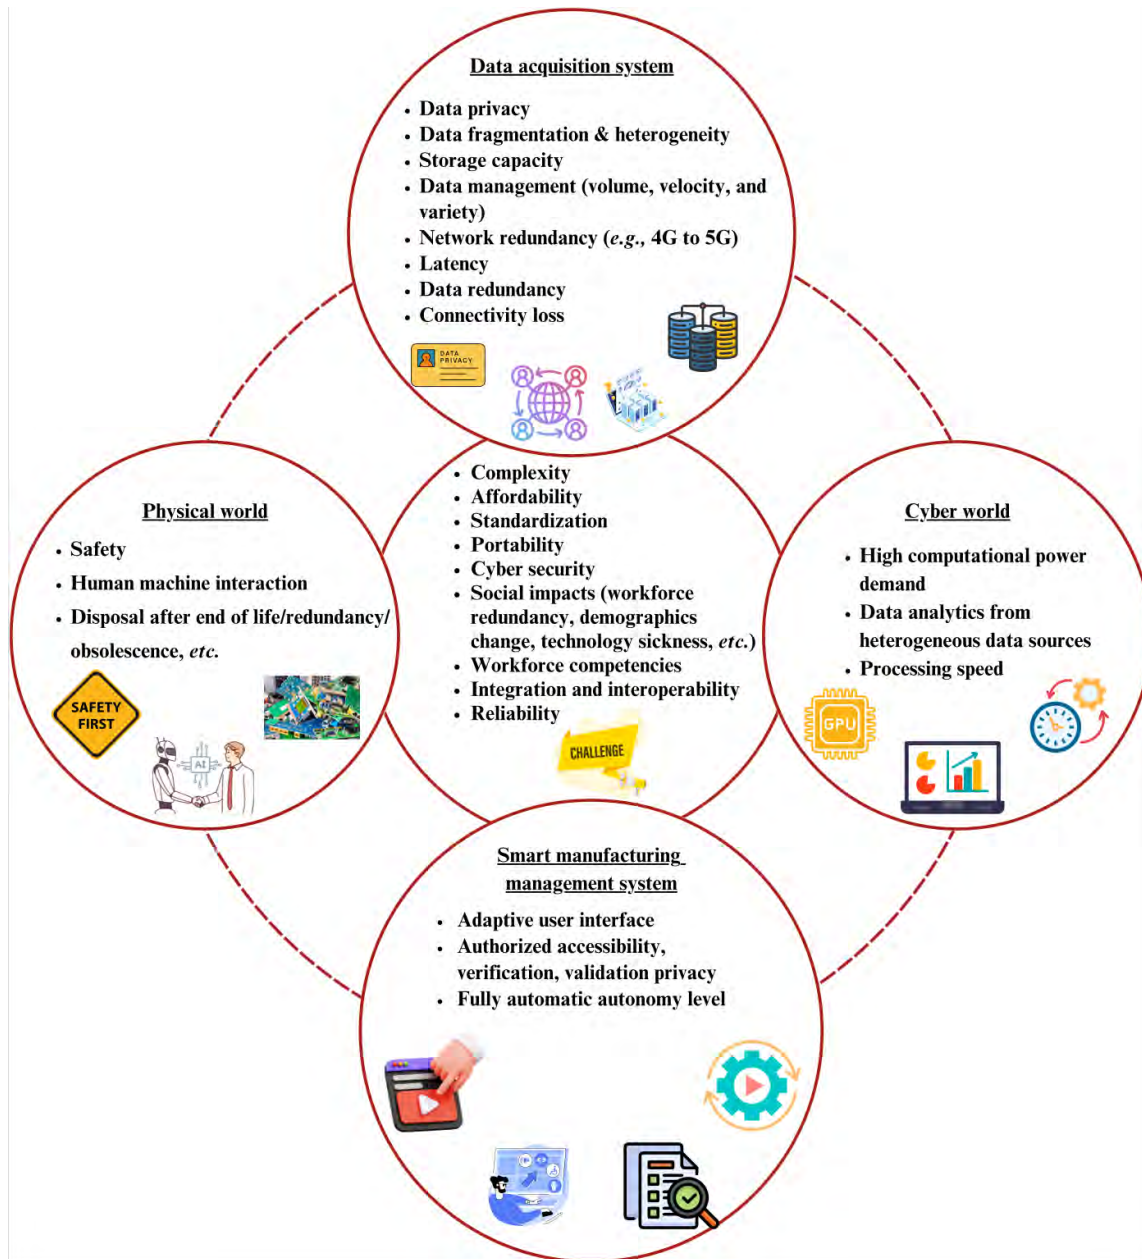 Data acquisition system
• Data privacy
• Data fragmentation & heterogeneity
• Storage capacity
• Data management (volume, velocity, and
variety)
• Network redundancy (e.g., 4G to 5G)
• Latency
• Data redundancy
• Connectivity loss
DATA
PRIVACY
Physical world
• Safety
• Human machine interaction
• Disposal after end of life/redundancy/
obsolescence, etc.
SAFETY
FIRST
AI
• Complexity
• Affordability
• Standardization
• Portability
• Cyber security
• Social impacts (workforce
redundancy, demographics
change, technology sickness, etc.)
• Workforce competencies
• Integration and interoperability
• Reliability
CHALLENGE
Cyber world
• High computational power
demand
• Data analytics from
heterogeneous data sources
• Processing speed
GPU
Smart manufacturing
management system
• Adaptive user interface
• Authorized accessibility,
verification, validation privacy
• Fully automatic autonomy level